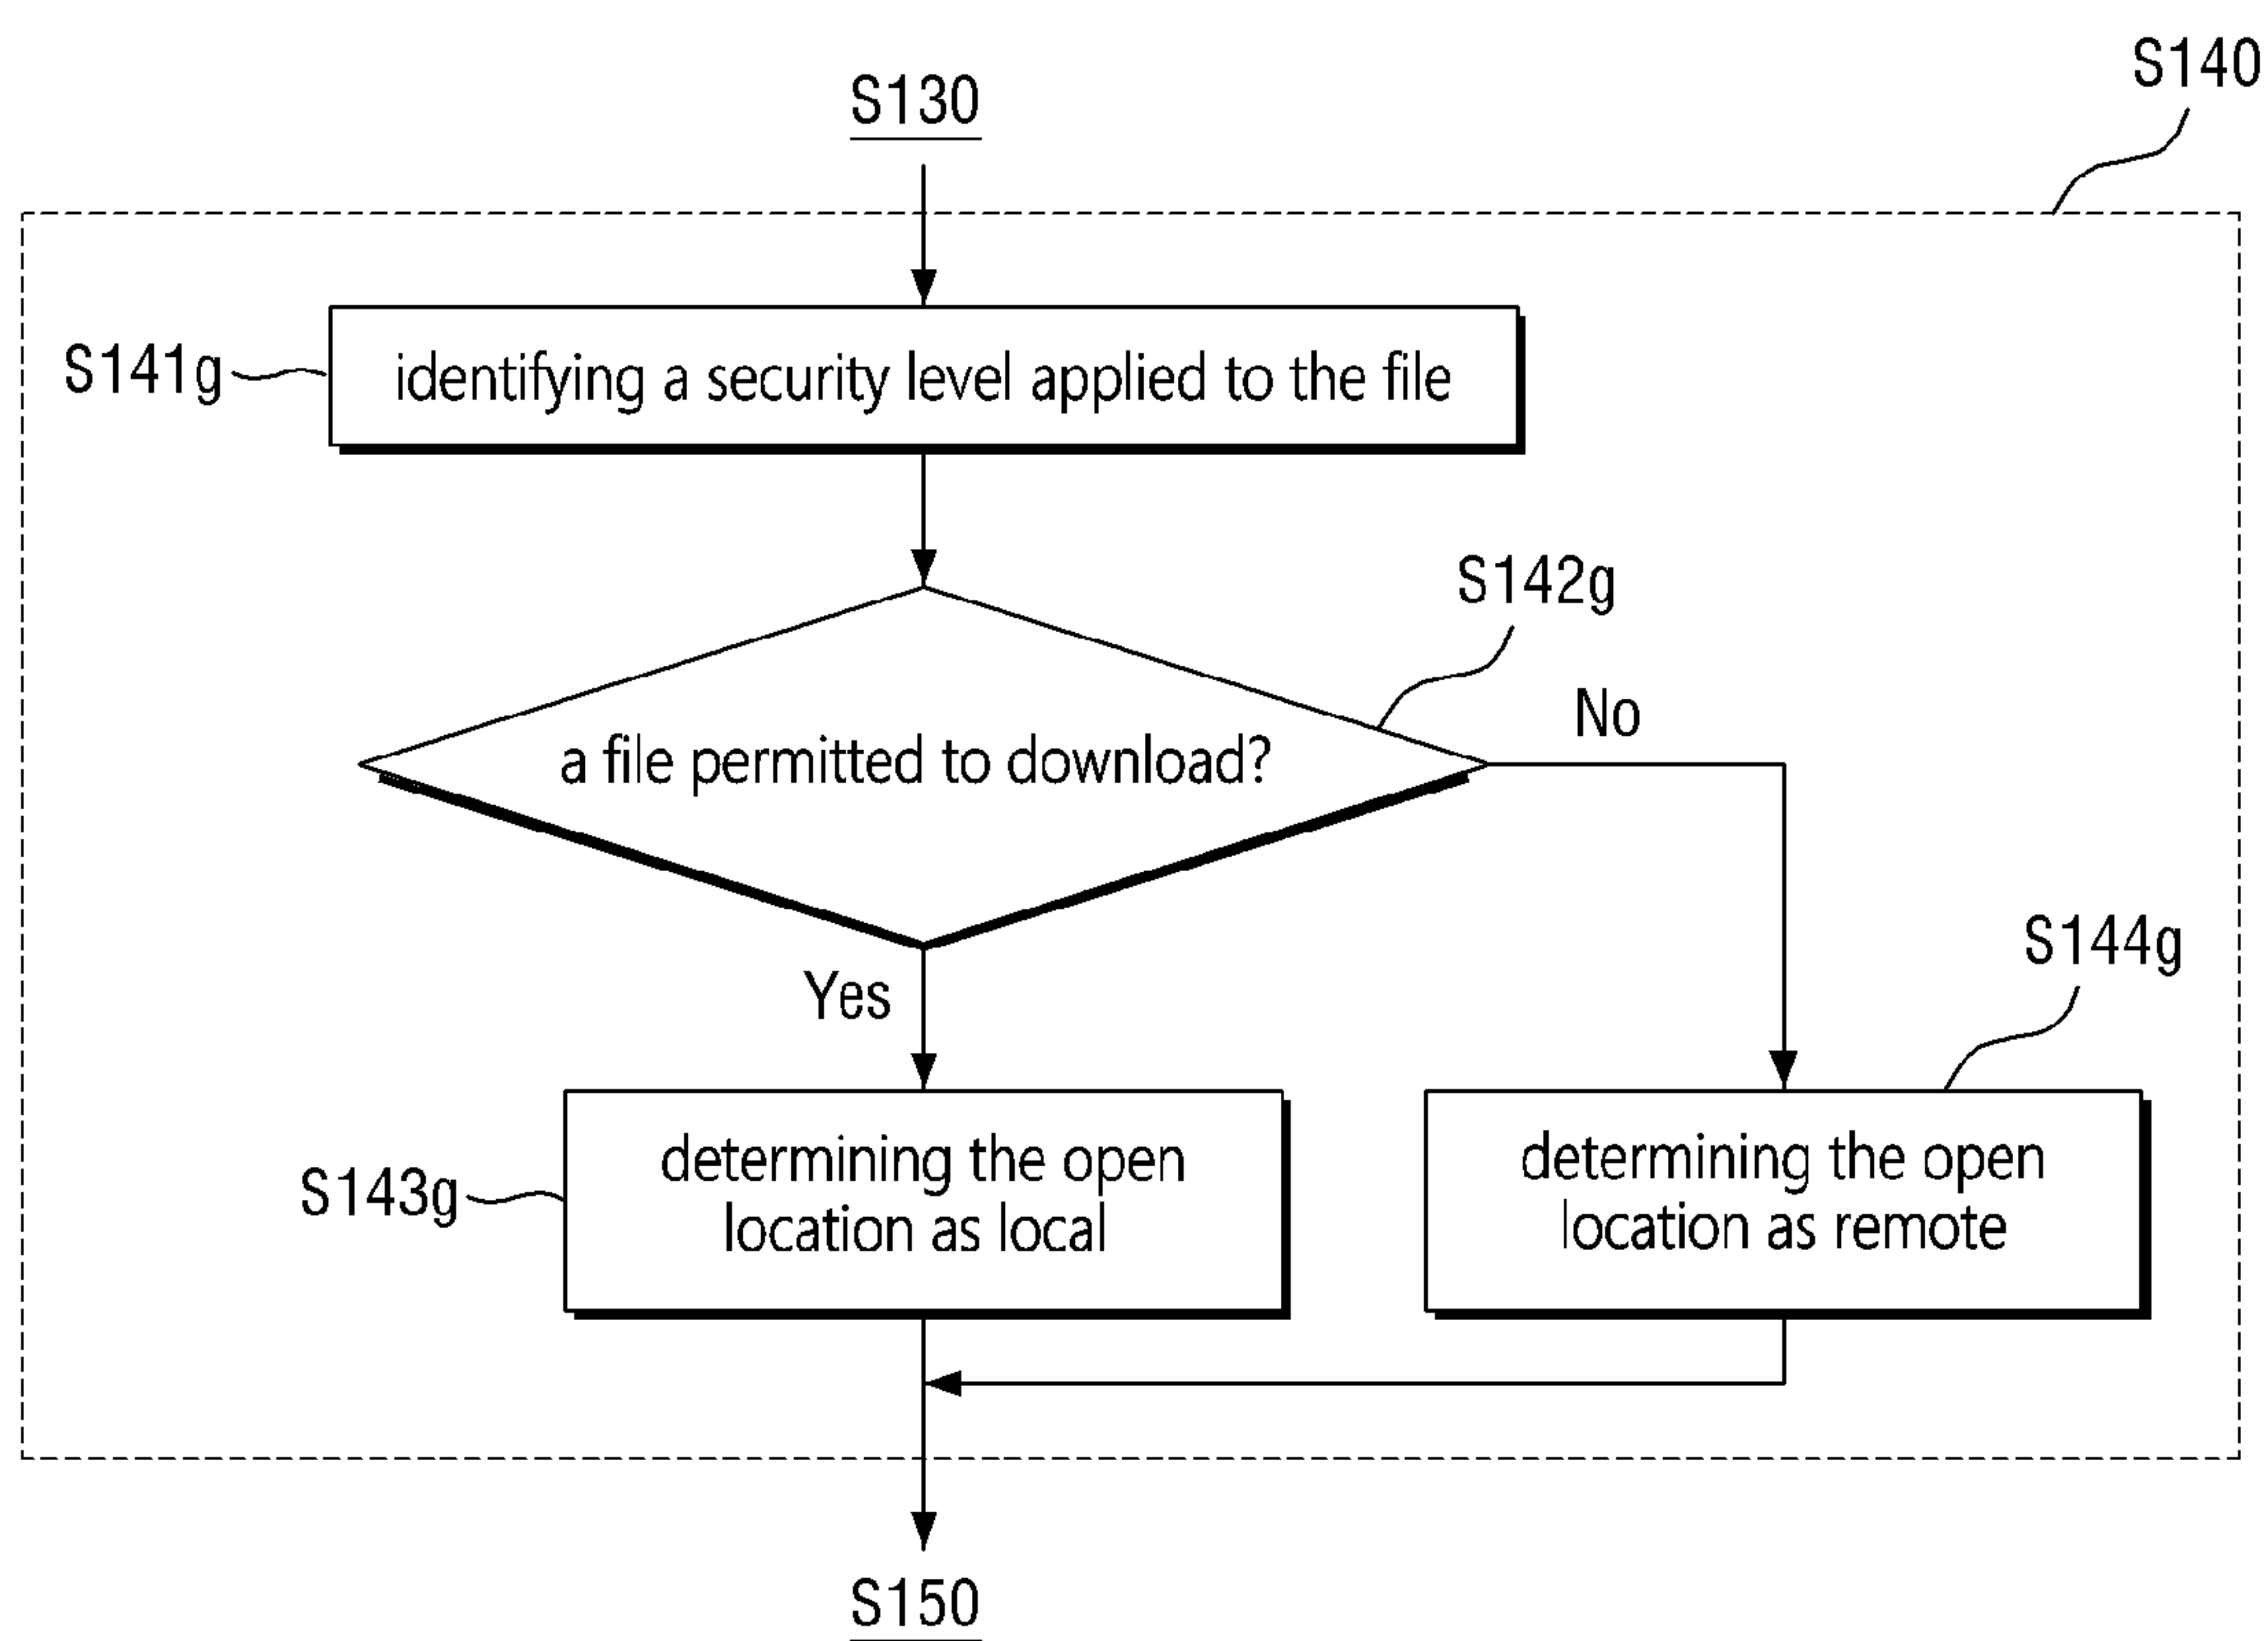 S140
S130
S141g
identifying a security level applied to the file
S142g
No
a file permitted to download?
Yes
S144g
S143g
determining the open
location as local
determining the open
location as remote
S150